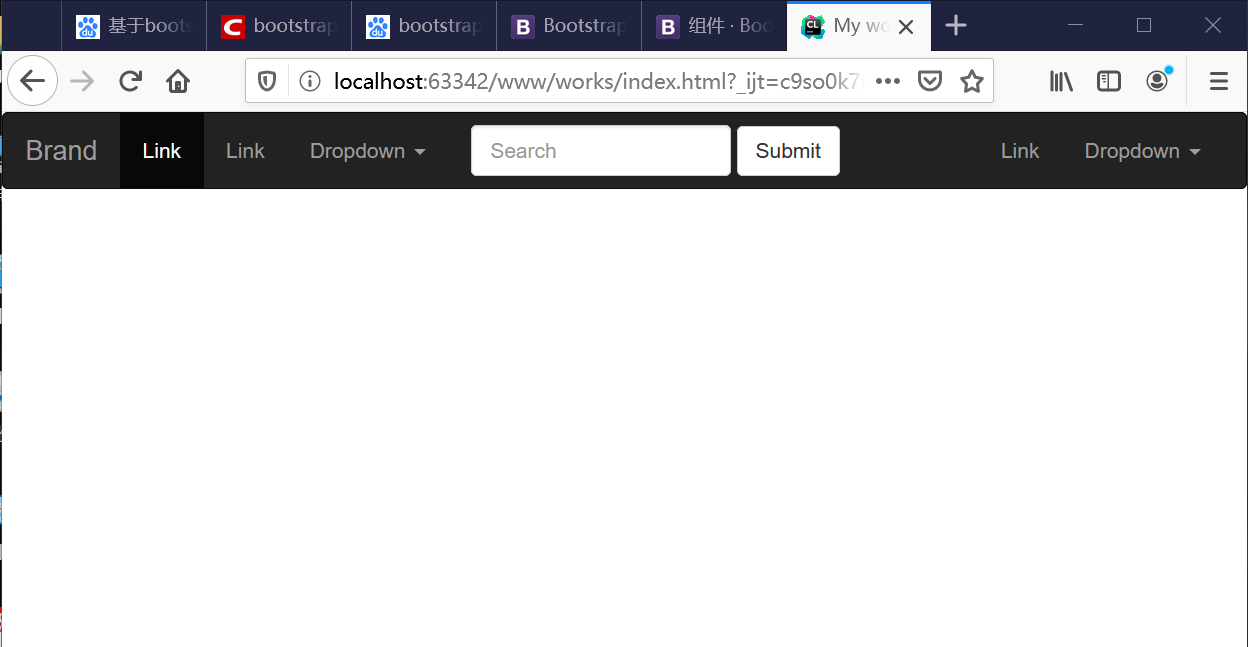 基于boots bootstrap bootstrap Bootstrap 组件 · Boo My wo
localhost:63342/www/works/index.html?_ijt=c9so0k7
Brand Link Link Dropdown Search Submit Link Dropdown